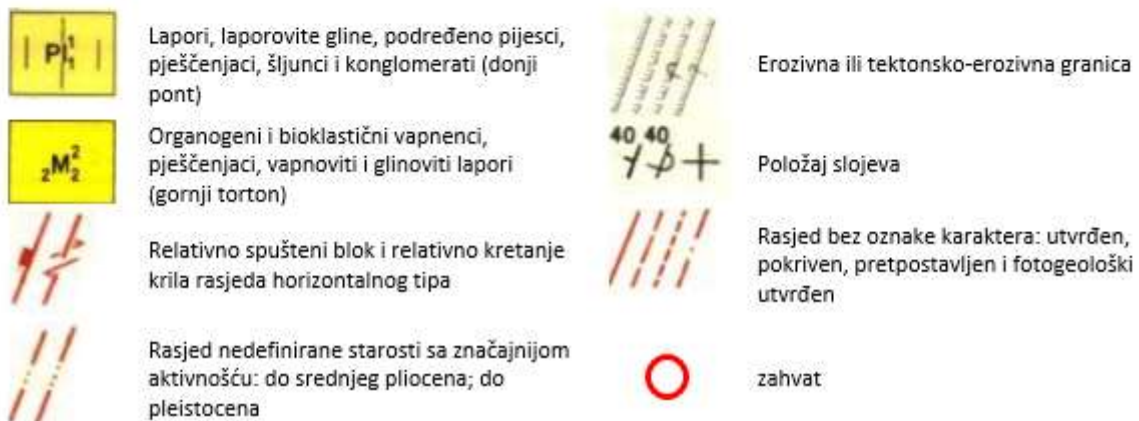 Pl₁¹
Lapori, laporovite gline, podređeno pijesci,
pješčenjaci, šljunci i konglomerati (donji
pont)
₂M₂²
Organogeni i bioklastični vapnenci,
pješčenjaci, vapnoviti i glinoviti lapori
(gornji torton)
Relativno spušteni blok i relativno kretanje
krila rasjeda horizontalnog tipa
Rasjed nedefinirane starosti sa značajnijom
aktivnošću: do srednjeg pliocena; do
pleistocena
Erozivna ili tektonsko-erozivna granica
40 40
Položaj slojeva
Rasjed bez oznake karaktera: utvrđen,
pokriven, pretpostavljen i fotogeološki
utvrđen
zahvat